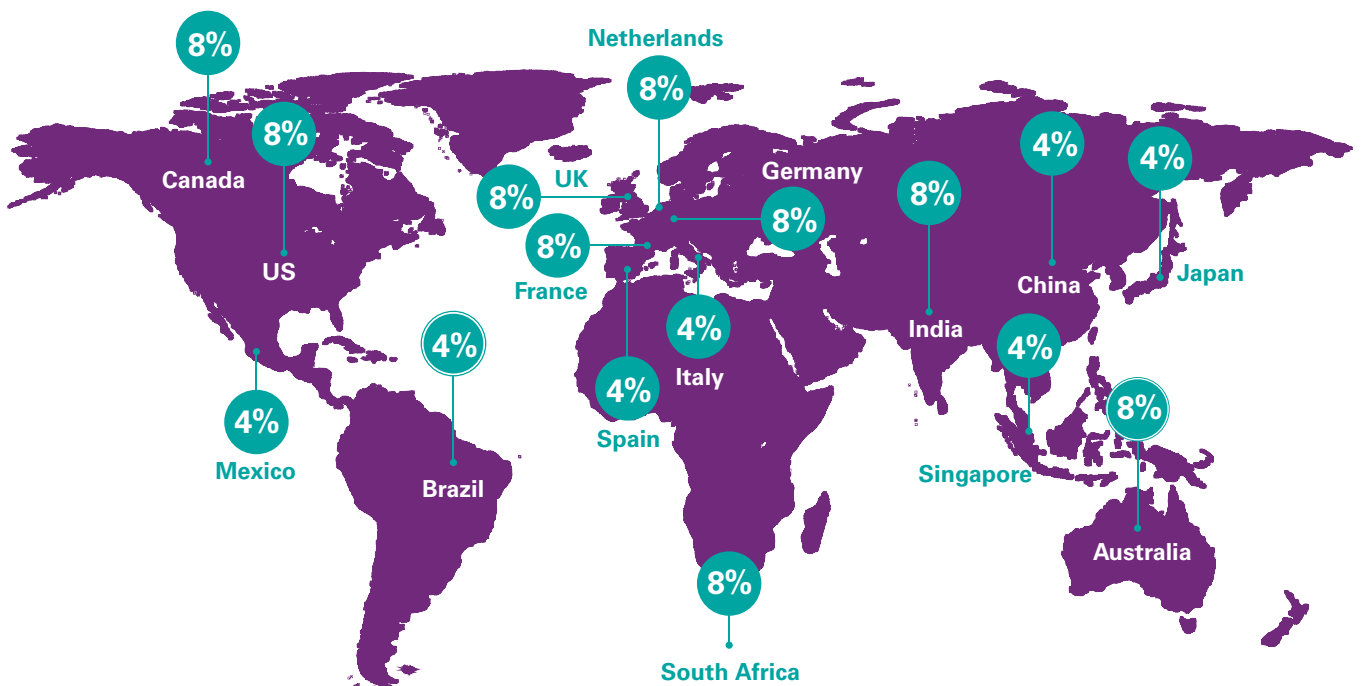 8%
Canada
8%
US
4%
Mexico
4%
Brazil
Netherlands
8%
UK
8%
8%
France
Germany
8%
4%
Spain
4%
Italy
8%
South Africa
8%
India
4%
China
4%
Japan
4%
Singapore
8%
Australia